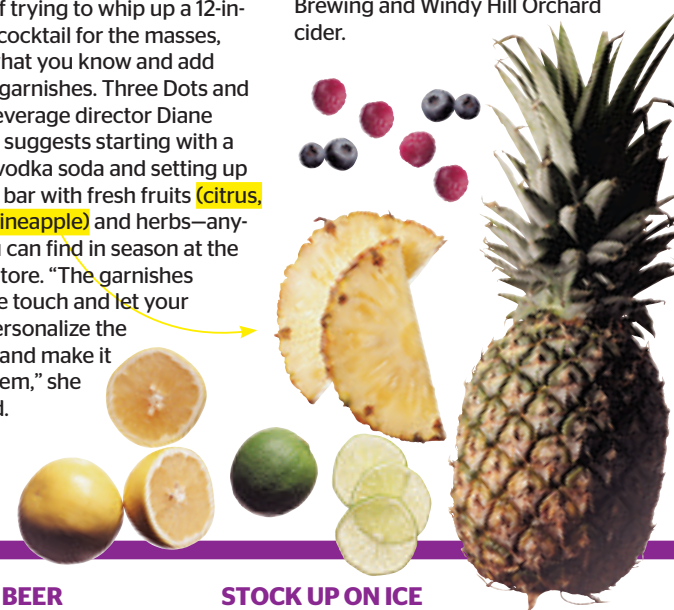 f trying to whip up a 12-in-
cocktail for the masses,
hat you know and add
garnishes. Three Dots and
everage director Diane
suggests starting with a
vodka soda and setting up
bar with fresh fruits (citrus,
ineapple) and herbs—any-
u can find in season at the
tore. “The garnishes
e touch and let your
ersonalize the
and make it
em,” she
d.
Brewing and Windy Hill Orchard
cider.
BEER
STOCK UP ON ICE